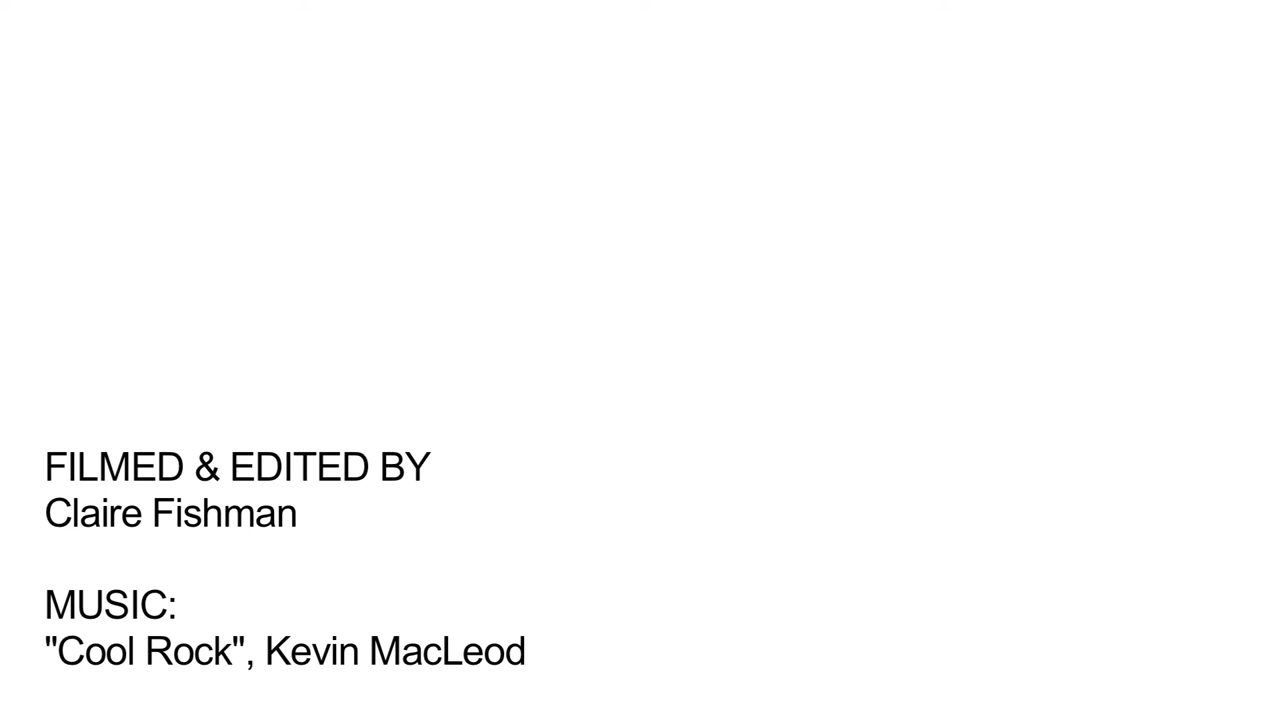 FILMED & EDITED BY
Claire Fishman
MUSIC:
"Cool Rock", Kevin MacLeod